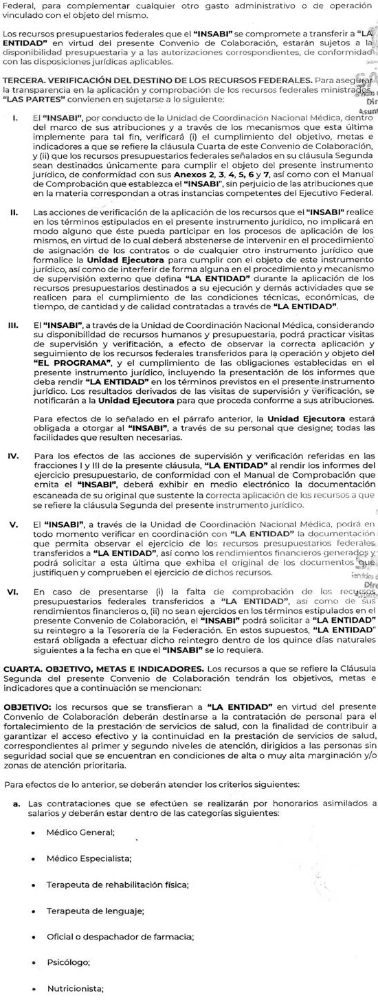 Federal, para complementar cualquier otro gasto administrativo o de operación
vinculado con el objeto del mismo.
Los recursos presupuestarios federales que el “INSABI” se compromete a transferir a “LA
ENTIDAD” en virtud del presente Convenio de Colaboración, estarán sujetos a la
disponibilidad presupuestaria y a las autorizaciones correspondientes, de conformidad
con las disposiciones jurídicas aplicables.
TERCERA. VERIFICACIÓN DEL DESTINO DE LOS RECURSOS FEDERALES. Para asegurar
la transparencia en la aplicación y comprobación de los recursos federales ministrados,
“LAS PARTES” convienen en sujetarse a lo siguiente:
I. El “INSABI”, por conducto de la Unidad de Coordinación Nacional Médica, dentro
del marco de sus atribuciones y a través de los mecanismos que esta última
implemente para tal fin, verificará (i) el cumplimiento del objetivo, metas e
indicadores a que se refiere la cláusula Cuarta de este Convenio de Colaboración,
y (ii) que los recursos presupuestarios federales señalados en su cláusula Segunda
sean destinados únicamente para cumplir el objeto del presente instrumento
jurídico, de conformidad con sus Anexos 2, 3, 4, 5, 6 y 7, así como con el Manual
de Comprobación que establezca el “INSABI”, sin perjuicio de las atribuciones que
en la materia correspondan a otras instancias competentes del Ejecutivo Federal.
II. Las acciones de verificación de la aplicación de los recursos que el "INSABI" realice
en los términos estipulados en el presente instrumento jurídico, no implicará en
modo alguno que éste pueda participar en los procesos de aplicación de los
mismos, en virtud de lo cual deberá abstenerse de intervenir en el procedimiento
de asignación de los contratos o de cualquier otro instrumento jurídico que
formalice la Unidad Ejecutora para cumplir con el objeto de este instrumento
jurídico, así como de interferir de forma alguna en el procedimiento y mecanismo
de supervisión externo que defina “LA ENTIDAD” durante la aplicación de los
recursos presupuestarios destinados a su ejecución y demás actividades que se
realicen para el cumplimiento de las condiciones técnicas, económicas, de
tiempo, de cantidad y de calidad contratadas a través de “LA ENTIDAD”.
III. El “INSABI”, a través de la Unidad de Coordinación Nacional Médica, considerando
su disponibilidad de recursos humanos y presupuestaria, podrá practicar visitas
de supervisión y verificación, a efecto de observar la correcta aplicación y
seguimiento de los recursos federales transferidos para la operación y objeto del
“EL PROGRAMA”, y el cumplimiento de las obligaciones establecidas en el
presente instrumento jurídico, incluyendo la presentación de los informes que
deba rendir “LA ENTIDAD” en los términos previstos en el presente instrumento
jurídico. Los resultados derivados de las visitas de supervisión y verificación, se
notificarán a la Unidad Ejecutora para que proceda conforme a sus atribuciones.
Para efectos de lo señalado en el párrafo anterior, la Unidad Ejecutora estará
obligada a otorgar al “INSABI”, a través de su personal que designe; todas las
facilidades que resulten necesarias.
IV. Para los efectos de las acciones de supervisión y verificación referidas en las
fracciones I y III de la presente cláusula, “LA ENTIDAD” al rendir los informes del
ejercicio presupuestario, de conformidad con el Manual de Comprobación que
emita el “INSABI”, deberá exhibir en medio electrónico la documentación
escaneada de su original que sustente la correcta aplicación de los recursos a que
se refiere la cláusula Segunda del presente instrumento jurídico.
V. El “INSABI”, a través de la Unidad de Coordinación Nacional Médica, podrá en
todo momento verificar en coordinación con “LA ENTIDAD” la documentación
que permita observar el ejercicio de los recursos presupuestarios federales
transferidos a “LA ENTIDAD”, así como los rendimientos financieros generados y
podrá solicitar a esta última que exhiba el original de los documentos que
justifiquen y comprueben el ejercicio de dichos recursos.
VI. En caso de presentarse (i) la falta de comprobación de los recursos
presupuestarios federales transferidos a “LA ENTIDAD”, así como de sus
rendimientos financieros o, (ii) no sean ejercidos en los términos estipulados en el
presente Convenio de Colaboración, el “INSABI” podrá solicitar a “LA ENTIDAD”
su reintegro a la Tesorería de la Federación. En estos supuestos, “LA ENTIDAD”
estará obligada a efectuar dicho reintegro dentro de los quince días naturales
siguientes a la fecha en que el “INSABI” se lo requiera.
CUARTA. OBJETIVO, METAS E INDICADORES. Los recursos a que se refiere la Cláusula
Segunda del presente Convenio de Colaboración tendrán los objetivos, metas e
indicadores que a continuación se mencionan:
OBJETIVO: los recursos que se transfieran a “LA ENTIDAD” en virtud del presente
Convenio de Colaboración deberán destinarse a la contratación de personal para el
fortalecimiento de la prestación de servicios de salud, con la finalidad de contribuir a
garantizar el acceso efectivo y la continuidad en la prestación de servicios de salud,
correspondientes al primer y segundo niveles de atención, dirigidos a las personas sin
seguridad social que se encuentran en condiciones de alta o muy alta marginación y/o
zonas de atención prioritaria.
Para efectos de lo anterior, se deberán atender los criterios siguientes:
a. Las contrataciones que se efectúen se realizarán por honorarios asimilados a
salarios y deberán estar dentro de las categorías siguientes:
• Médico General;
• Médico Especialista;
• Terapeuta de rehabilitación física;
• Terapeuta de lenguaje;
• Oficial o despachador de farmacia;
• Psicólogo;
• Nutricionista;